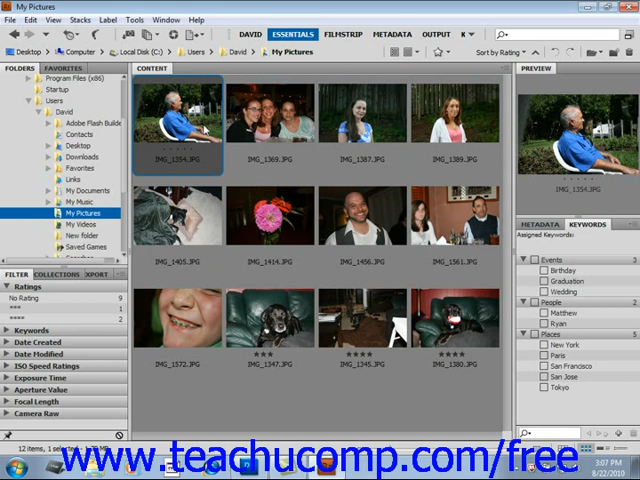 My Pictures
File Edit View Stacks Label Tools Window Help
DAVID ESSENTIALS FILMSTRIP METADATA OUTPUT K
Desktop Computer Local Disk (C:) Users David My Pictures Sort by Rating
FOLDERS FAVORITES
Program Files (x86)
Startup
Users
David
Adobe Flash Builde
Contacts
Desktop
Downloads
Favorites
Links
My Documents
My Music
My Pictures
My Videos
New folder
Saved Games
FILTER COLLECTIONS XPORT
Ratings
No Rating 9
*** 1
**** 2
Keywords
Date Created
Date Modified
ISO Speed Ratings
Exposure Time
Aperture Value
Focal Length
Camera Raw
12 items, 1 selected - 1.79 MB
CONTENT
IMG_1354.JPG IMG_1369.JPG IMG_1387.JPG IMG_1389.JPG
IMG_1405.JPG IMG_1414.JPG IMG_1456.JPG IMG_1561.JPG
IMG_1572.JPG IMG_1347.JPG IMG_1345.JPG IMG_1380.JPG
PREVIEW
IMG_1354.JPG
METADATA KEYWORDS
Assigned Keywords:
Events 3
Birthday
Graduation
Wedding
People 2
Matthew
Ryan
Places 5
New York
Paris
San Francisco
San Jose
Tokyo
www.teachucomp.com/free
3:07 PM
8/22/2010